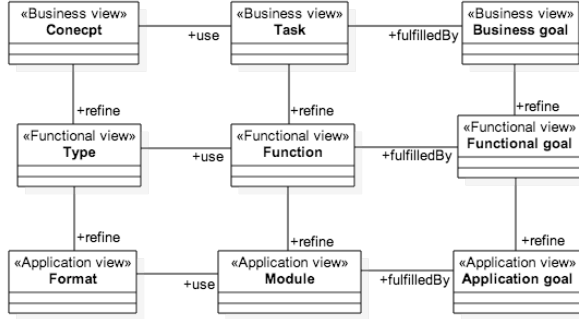 «Business view»
Conecpt
+use
«Business view»
Task
+fulfilledBy
«Business view»
Business goal
+refine
+refine
+refine
«Functional view»
Type
+use
«Functional view»
Function
+fulfilledBy
«Functional view»
Functional goal
+refine
+refine
+refine
«Application view»
Format
+use
«Application view»
Module
+fulfilledBy
«Application view»
Application goal